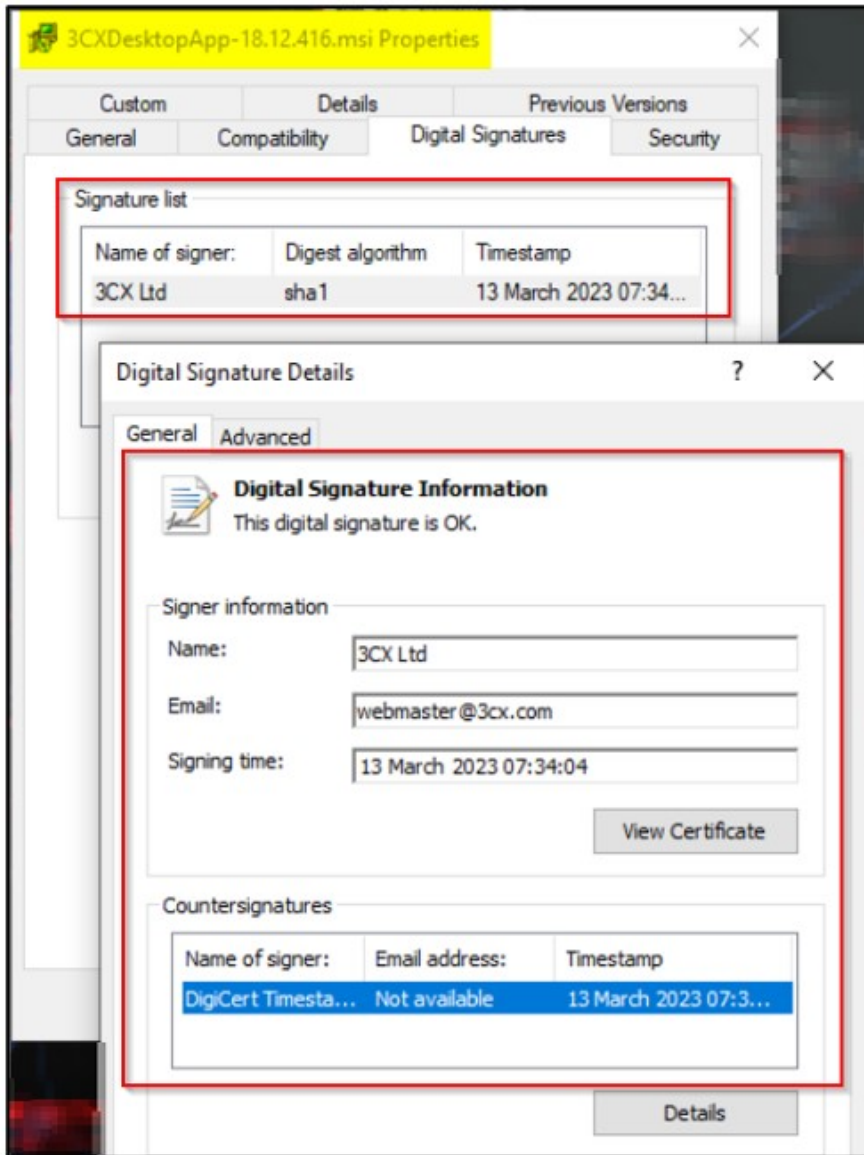 3CXDesktopApp-18.12.416.msi Properties
Custom Details Previous Versions
General Compatibility Digital Signatures Security
Signature list
Name of signer: Digest algorithm Timestamp
3CX Ltd sha1 13 March 2023 07:34...
Digital Signature Details ?
General Advanced
Digital Signature Information
This digital signature is OK.
Signer information
Name: 3CX Ltd
Email: webmaster@3cx.com
Signing time: 13 March 2023 07:34:04
View Certificate
Countersignatures
Name of signer: Email address: Timestamp
DigiCert Timesta... Not available 13 March 2023 07:3...
Details